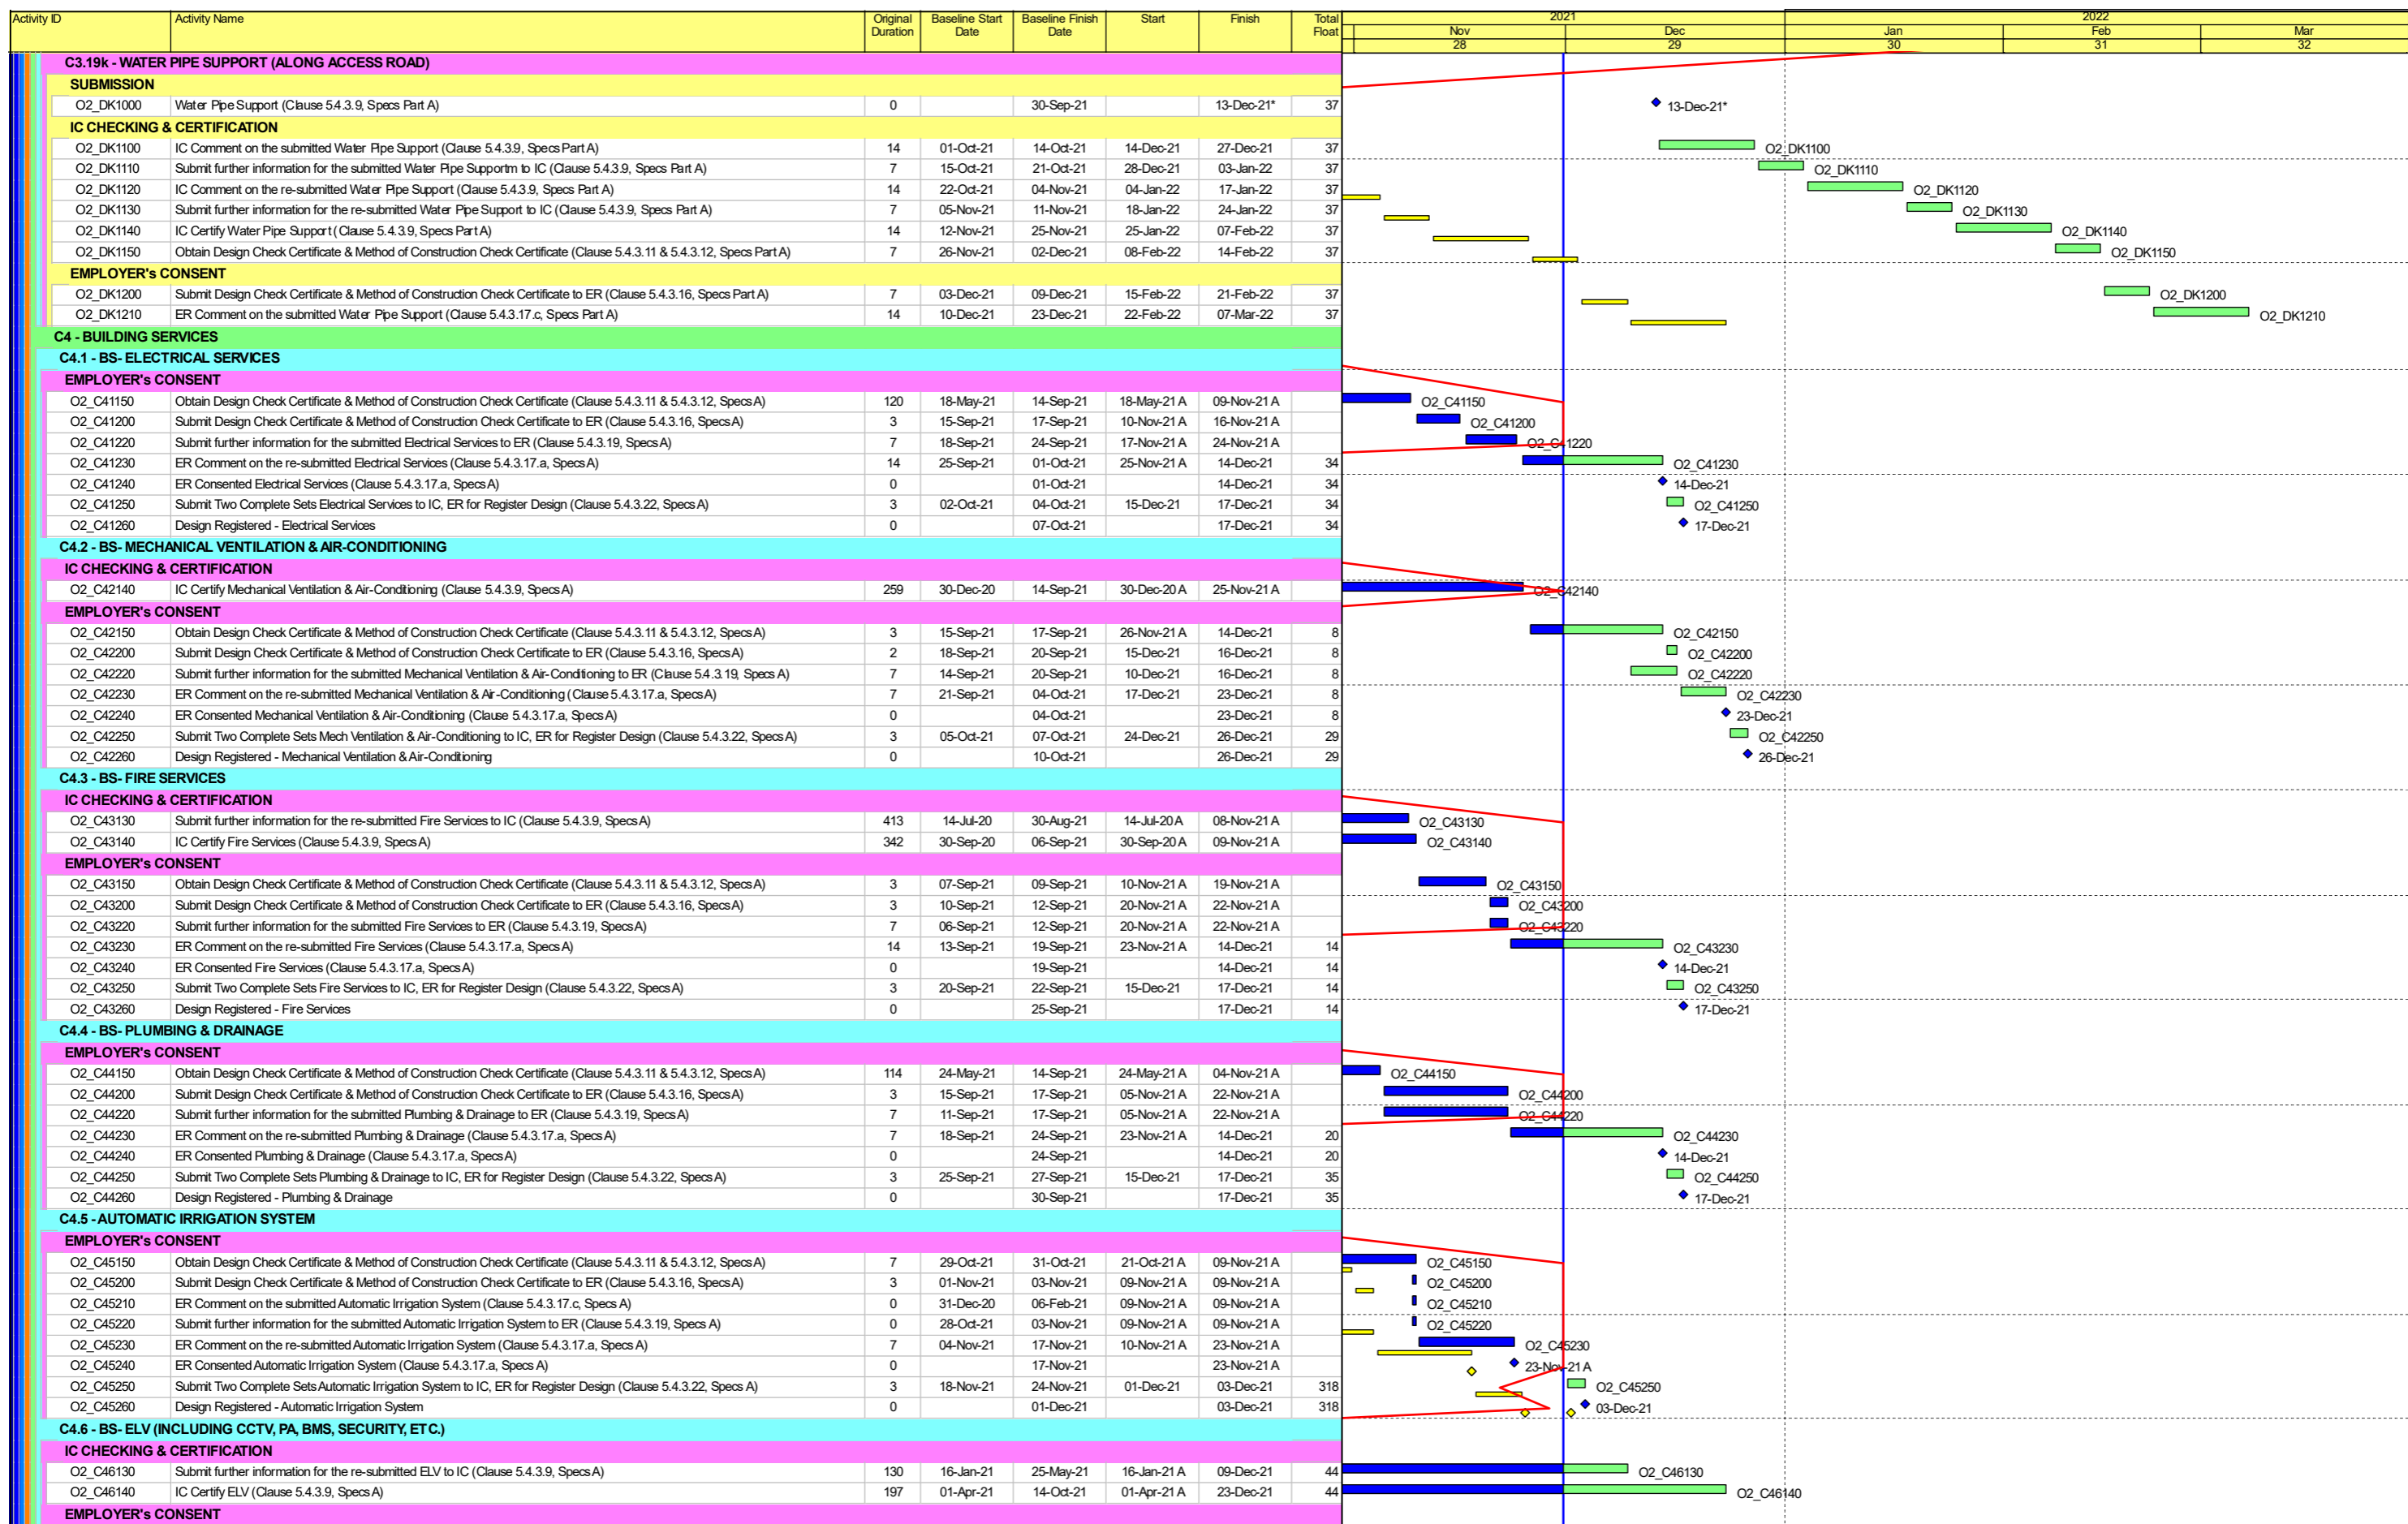 Activity ID Activity Name Original Duration Baseline Start Date Baseline Finish Date Start Finish Total Float 2021 2022
Nov Dec Jan Feb Mar
28 29 30 31 32
C3.19k - WATER PIPE SUPPORT (ALONG ACCESS ROAD)
SUBMISSION
O2_DK1000 Water Pipe Support (Clause 5.4.3.9, Specs Part A) 0 30-Sep-21 13-Dec-21* 37 13-Dec-21*
IC CHECKING & CERTIFICATION
O2_DK1100 IC Comment on the submitted Water Pipe Support (Clause 5.4.3.9, Specs Part A) 14 01-Oct-21 14-Oct-21 14-Dec-21 27-Dec-21 37 O2_DK1100
O2_DK1110 Submit further information for the submitted Water Pipe Supportm to IC (Clause 5.4.3.9, Specs Part A) 7 15-Oct-21 21-Oct-21 28-Dec-21 03-Jan-22 37 O2_DK1110
O2_DK1120 IC Comment on the re-submitted Water Pipe Support (Clause 5.4.3.9, Specs Part A) 14 22-Oct-21 04-Nov-21 04-Jan-22 17-Jan-22 37 O2_DK1120
O2_DK1130 Submit further information for the re-submitted Water Pipe Support to IC (Clause 5.4.3.9, Specs Part A) 7 05-Nov-21 11-Nov-21 18-Jan-22 24-Jan-22 37 O2_DK1130
O2_DK1140 IC Certify Water Pipe Support (Clause 5.4.3.9, Specs Part A) 14 12-Nov-21 25-Nov-21 25-Jan-22 07-Feb-22 37 O2_DK1140
O2_DK1150 Obtain Design Check Certificate & Method of Construction Check Certificate (Clause 5.4.3.11 & 5.4.3.12, Specs Part A) 7 26-Nov-21 02-Dec-21 08-Feb-22 14-Feb-22 37 O2_DK1150
EMPLOYER's CONSENT
O2_DK1200 Submit Design Check Certificate & Method of Construction Check Certificate to ER (Clause 5.4.3.16, Specs Part A) 7 03-Dec-21 09-Dec-21 15-Feb-22 21-Feb-22 37 O2_DK1200
O2_DK1210 ER Comment on the submitted Water Pipe Support (Clause 5.4.3.17.c, Specs Part A) 14 10-Dec-21 23-Dec-21 22-Feb-22 07-Mar-22 37 O2_DK1210
C4 - BUILDING SERVICES
C4.1 - BS- ELECTRICAL SERVICES
EMPLOYER's CONSENT
O2_C41150 Obtain Design Check Certificate & Method of Construction Check Certificate (Clause 5.4.3.11 & 5.4.3.12, Specs A) 120 18-May-21 14-Sep-21 18-May-21 A 09-Nov-21 A O2_C41150
O2_C41200 Submit Design Check Certificate & Method of Construction Check Certificate to ER (Clause 5.4.3.16, Specs A) 3 15-Sep-21 17-Sep-21 10-Nov-21 A 16-Nov-21 A O2_C41200
O2_C41220 Submit further information for the submitted Electrical Services to ER (Clause 5.4.3.19, Specs A) 7 18-Sep-21 24-Sep-21 17-Nov-21 A 24-Nov-21 A O2_C41220
O2_C41230 ER Comment on the re-submitted Electrical Services (Clause 5.4.3.17.a, Specs A) 14 25-Sep-21 01-Oct-21 25-Nov-21 A 14-Dec-21 34 O2_C41230
O2_C41240 ER Consented Electrical Services (Clause 5.4.3.17.a, Specs A) 0 01-Oct-21 14-Dec-21 34 14-Dec-21
O2_C41250 Submit Two Complete Sets Electrical Services to IC, ER for Register Design (Clause 5.4.3.22, Specs A) 3 02-Oct-21 04-Oct-21 15-Dec-21 17-Dec-21 34 O2_C41250
O2_C41260 Design Registered - Electrical Services 0 07-Oct-21 17-Dec-21 34 17-Dec-21
C4.2 - BS- MECHANICAL VENTILATION & AIR-CONDITIONING
IC CHECKING & CERTIFICATION
O2_C42140 IC Certify Mechanical Ventilation & Air-Conditioning (Clause 5.4.3.9, Specs A) 259 30-Dec-20 14-Sep-21 30-Dec-20 A 25-Nov-21 A O2_C42140
EMPLOYER's CONSENT
O2_C42150 Obtain Design Check Certificate & Method of Construction Check Certificate (Clause 5.4.3.11 & 5.4.3.12, Specs A) 3 15-Sep-21 17-Sep-21 26-Nov-21 A 14-Dec-21 8 O2_C42150
O2_C42200 Submit Design Check Certificate & Method of Construction Check Certificate to ER (Clause 5.4.3.16, Specs A) 2 18-Sep-21 20-Sep-21 15-Dec-21 16-Dec-21 8 O2_C42200
O2_C42220 Submit further information for the submitted Mechanical Ventilation & Air-Conditioning to ER (Clause 5.4.3.19, Specs A) 7 14-Sep-21 20-Sep-21 10-Dec-21 16-Dec-21 8 O2_C42220
O2_C42230 ER Comment on the re-submitted Mechanical Ventilation & Air-Conditioning (Clause 5.4.3.17.a, Specs A) 7 21-Sep-21 04-Oct-21 17-Dec-21 23-Dec-21 8 O2_C42230
O2_C42240 ER Consented Mechanical Ventilation & Air-Conditioning (Clause 5.4.3.17.a, Specs A) 0 04-Oct-21 23-Dec-21 8 23-Dec-21
O2_C42250 Submit Two Complete Sets Mech Ventilation & Air-Conditioning to IC, ER for Register Design (Clause 5.4.3.22, Specs A) 3 05-Oct-21 07-Oct-21 24-Dec-21 26-Dec-21 29 O2_C42250
O2_C42260 Design Registered - Mechanical Ventilation & Air-Conditioning 0 10-Oct-21 26-Dec-21 29 26-Dec-21
C4.3 - BS- FIRE SERVICES
IC CHECKING & CERTIFICATION
O2_C43130 Submit further information for the re-submitted Fire Services to IC (Clause 5.4.3.9, Specs A) 413 14-Jul-20 30-Aug-21 14-Jul-20 A 08-Nov-21 A O2_C43130
O2_C43140 IC Certify Fire Services (Clause 5.4.3.9, Specs A) 342 30-Sep-20 06-Sep-21 30-Sep-20 A 09-Nov-21 A O2_C43140
EMPLOYER's CONSENT
O2_C43150 Obtain Design Check Certificate & Method of Construction Check Certificate (Clause 5.4.3.11 & 5.4.3.12, Specs A) 3 07-Sep-21 09-Sep-21 10-Nov-21 A 19-Nov-21 A O2_C43150
O2_C43200 Submit Design Check Certificate & Method of Construction Check Certificate to ER (Clause 5.4.3.16, Specs A) 3 10-Sep-21 12-Sep-21 20-Nov-21 A 22-Nov-21 A O2_C43200
O2_C43220 Submit further information for the submitted Fire Services to ER (Clause 5.4.3.19, Specs A) 7 06-Sep-21 12-Sep-21 20-Nov-21 A 22-Nov-21 A O2_C43220
O2_C43230 ER Comment on the re-submitted Fire Services (Clause 5.4.3.17.a, Specs A) 14 13-Sep-21 19-Sep-21 23-Nov-21 A 14-Dec-21 14 O2_C43230
O2_C43240 ER Consented Fire Services (Clause 5.4.3.17.a, Specs A) 0 19-Sep-21 14-Dec-21 14 14-Dec-21
O2_C43250 Submit Two Complete Sets Fire Services to IC, ER for Register Design (Clause 5.4.3.22, Specs A) 3 20-Sep-21 22-Sep-21 15-Dec-21 17-Dec-21 14 O2_C43250
O2_C43260 Design Registered - Fire Services 0 25-Sep-21 17-Dec-21 14 17-Dec-21
C4.4 - BS- PLUMBING & DRAINAGE
EMPLOYER's CONSENT
O2_C44150 Obtain Design Check Certificate & Method of Construction Check Certificate (Clause 5.4.3.11 & 5.4.3.12, Specs A) 114 24-May-21 14-Sep-21 24-May-21 A 04-Nov-21 A O2_C44150
O2_C44200 Submit Design Check Certificate & Method of Construction Check Certificate to ER (Clause 5.4.3.16, Specs A) 3 15-Sep-21 17-Sep-21 05-Nov-21 A 22-Nov-21 A O2_C44200
O2_C44220 Submit further information for the submitted Plumbing & Drainage to ER (Clause 5.4.3.19, Specs A) 7 11-Sep-21 17-Sep-21 05-Nov-21 A 22-Nov-21 A O2_C44220
O2_C44230 ER Comment on the re-submitted Plumbing & Drainage (Clause 5.4.3.17.a, Specs A) 7 18-Sep-21 24-Sep-21 23-Nov-21 A 14-Dec-21 20 O2_C44230
O2_C44240 ER Consented Plumbing & Drainage (Clause 5.4.3.17.a, Specs A) 0 24-Sep-21 14-Dec-21 20 14-Dec-21
O2_C44250 Submit Two Complete Sets Plumbing & Drainage to IC, ER for Register Design (Clause 5.4.3.22, Specs A) 3 25-Sep-21 27-Sep-21 15-Dec-21 17-Dec-21 35 O2_C44250
O2_C44260 Design Registered - Plumbing & Drainage 0 30-Sep-21 17-Dec-21 35 17-Dec-21
C4.5 - AUTOMATIC IRRIGATION SYSTEM
EMPLOYER's CONSENT
O2_C45150 Obtain Design Check Certificate & Method of Construction Check Certificate (Clause 5.4.3.11 & 5.4.3.12, Specs A) 7 29-Oct-21 31-Oct-21 21-Oct-21 A 09-Nov-21 A O2_C45150
O2_C45200 Submit Design Check Certificate & Method of Construction Check Certificate to ER (Clause 5.4.3.16, Specs A) 3 01-Nov-21 03-Nov-21 09-Nov-21 A 09-Nov-21 A O2_C45200
O2_C45210 ER Comment on the submitted Automatic Irrigation System (Clause 5.4.3.17.c, Specs A) 0 31-Dec-20 06-Feb-21 09-Nov-21 A 09-Nov-21 A O2_C45210
O2_C45220 Submit further information for the submitted Automatic Irrigation System to ER (Clause 5.4.3.19, Specs A) 0 28-Oct-21 03-Nov-21 09-Nov-21 A 09-Nov-21 A O2_C45220
O2_C45230 ER Comment on the re-submitted Automatic Irrigation System (Clause 5.4.3.17.a, Specs A) 7 04-Nov-21 17-Nov-21 10-Nov-21 A 23-Nov-21 A O2_C45230
O2_C45240 ER Consented Automatic Irrigation System (Clause 5.4.3.17.a, Specs A) 0 17-Nov-21 23-Nov-21 A 23-Nov-21 A
O2_C45250 Submit Two Complete Sets Automatic Irrigation System to IC, ER for Register Design (Clause 5.4.3.22, Specs A) 3 18-Nov-21 24-Nov-21 01-Dec-21 03-Dec-21 318 O2_C45250
O2_C45260 Design Registered - Automatic Irrigation System 0 01-Dec-21 03-Dec-21 318 03-Dec-21
C4.6 - BS- ELV (INCLUDING CCTV, PA, BMS, SECURITY, ETC.)
IC CHECKING & CERTIFICATION
O2_C46130 Submit further information for the re-submitted ELV to IC (Clause 5.4.3.9, Specs A) 130 16-Jan-21 25-May-21 16-Jan-21 A 09-Dec-21 44 O2_C46130
O2_C46140 IC Certify ELV (Clause 5.4.3.9, Specs A) 197 01-Apr-21 14-Oct-21 01-Apr-21 A 23-Dec-21 44 O2_C46140
EMPLOYER's CONSENT